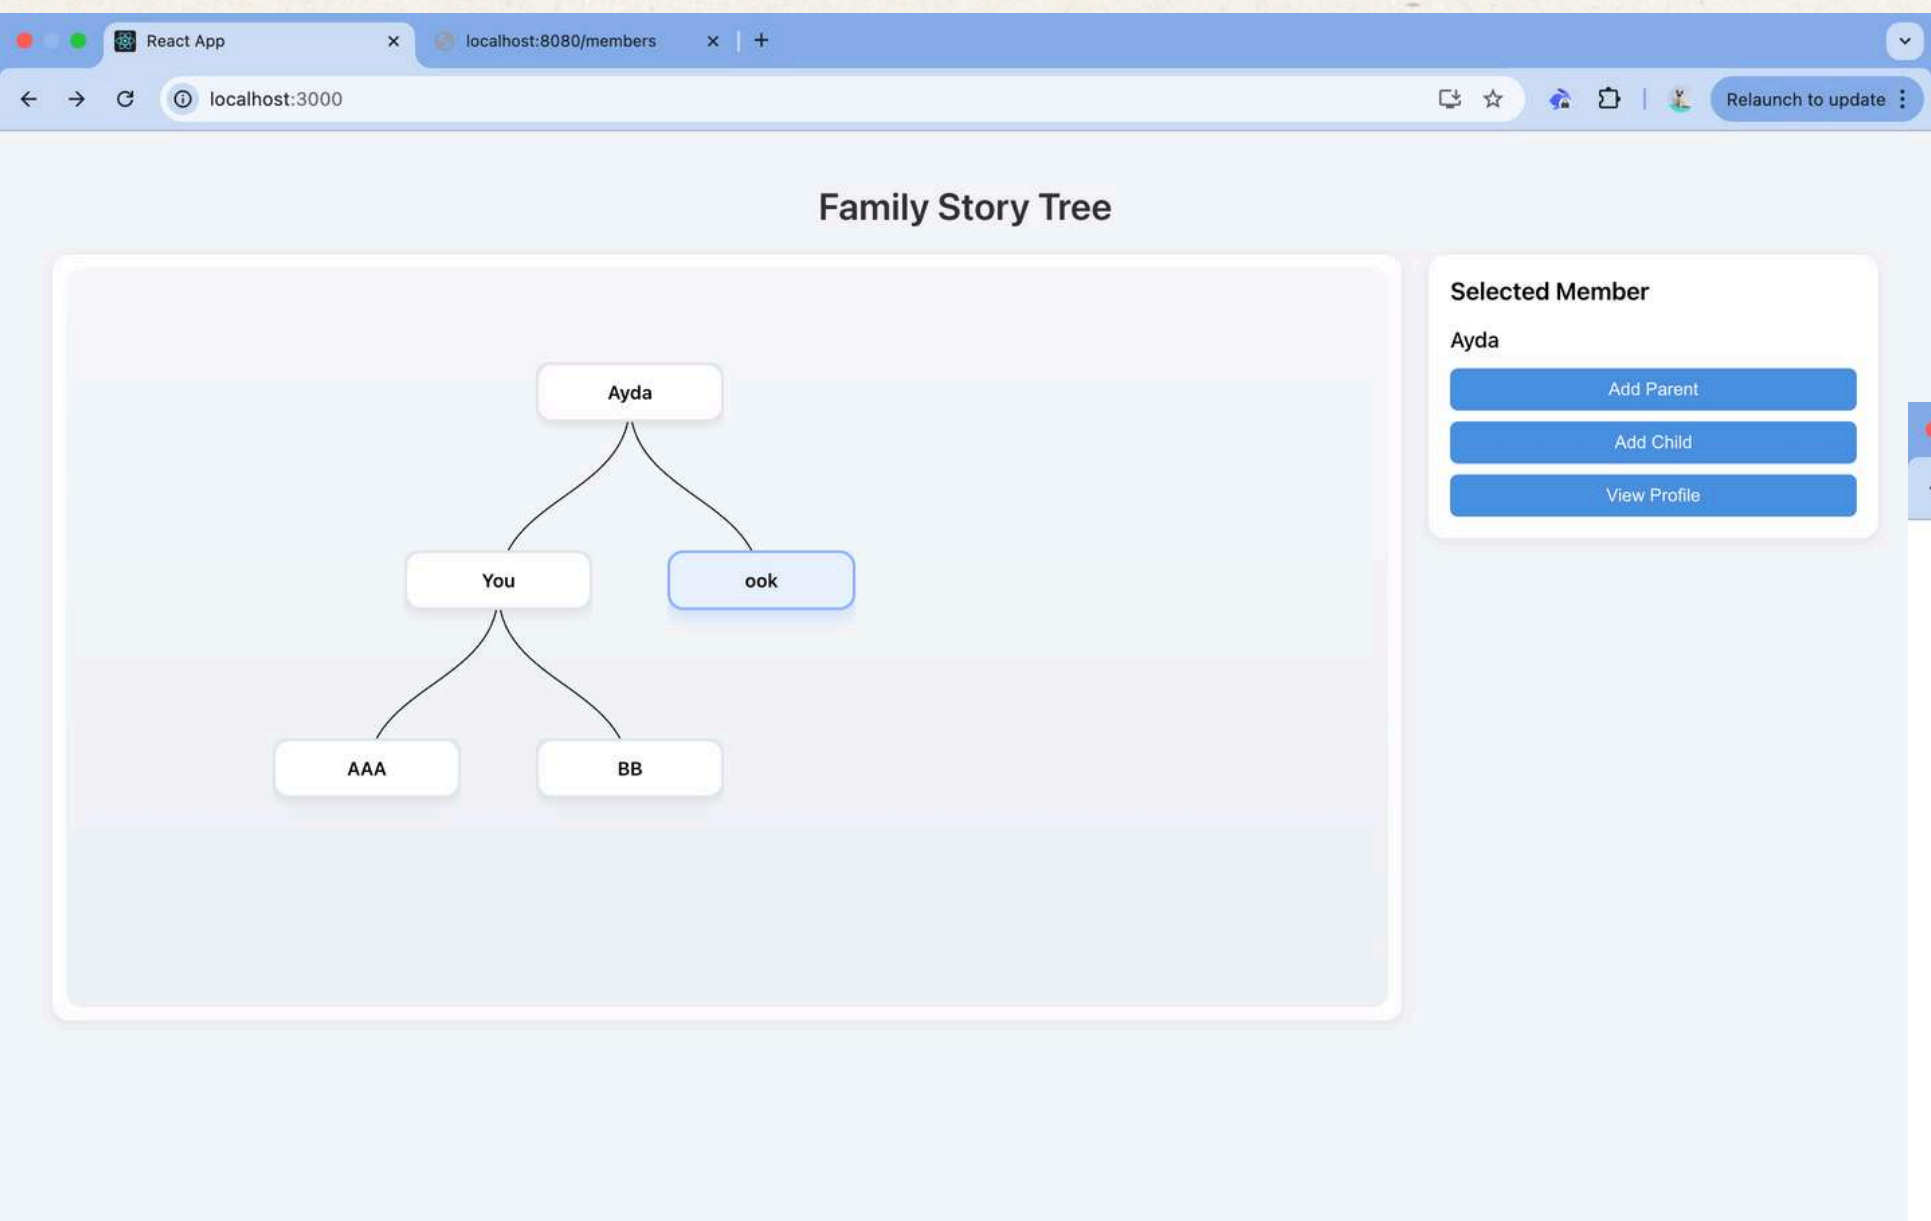 React App
localhost:8080/members
localhost:3000
Relaunch to update
Family Story Tree
Ayda
You
ook
AAA
BB
Selected Member
Ayda
Add Parent
Add Child
View Profile